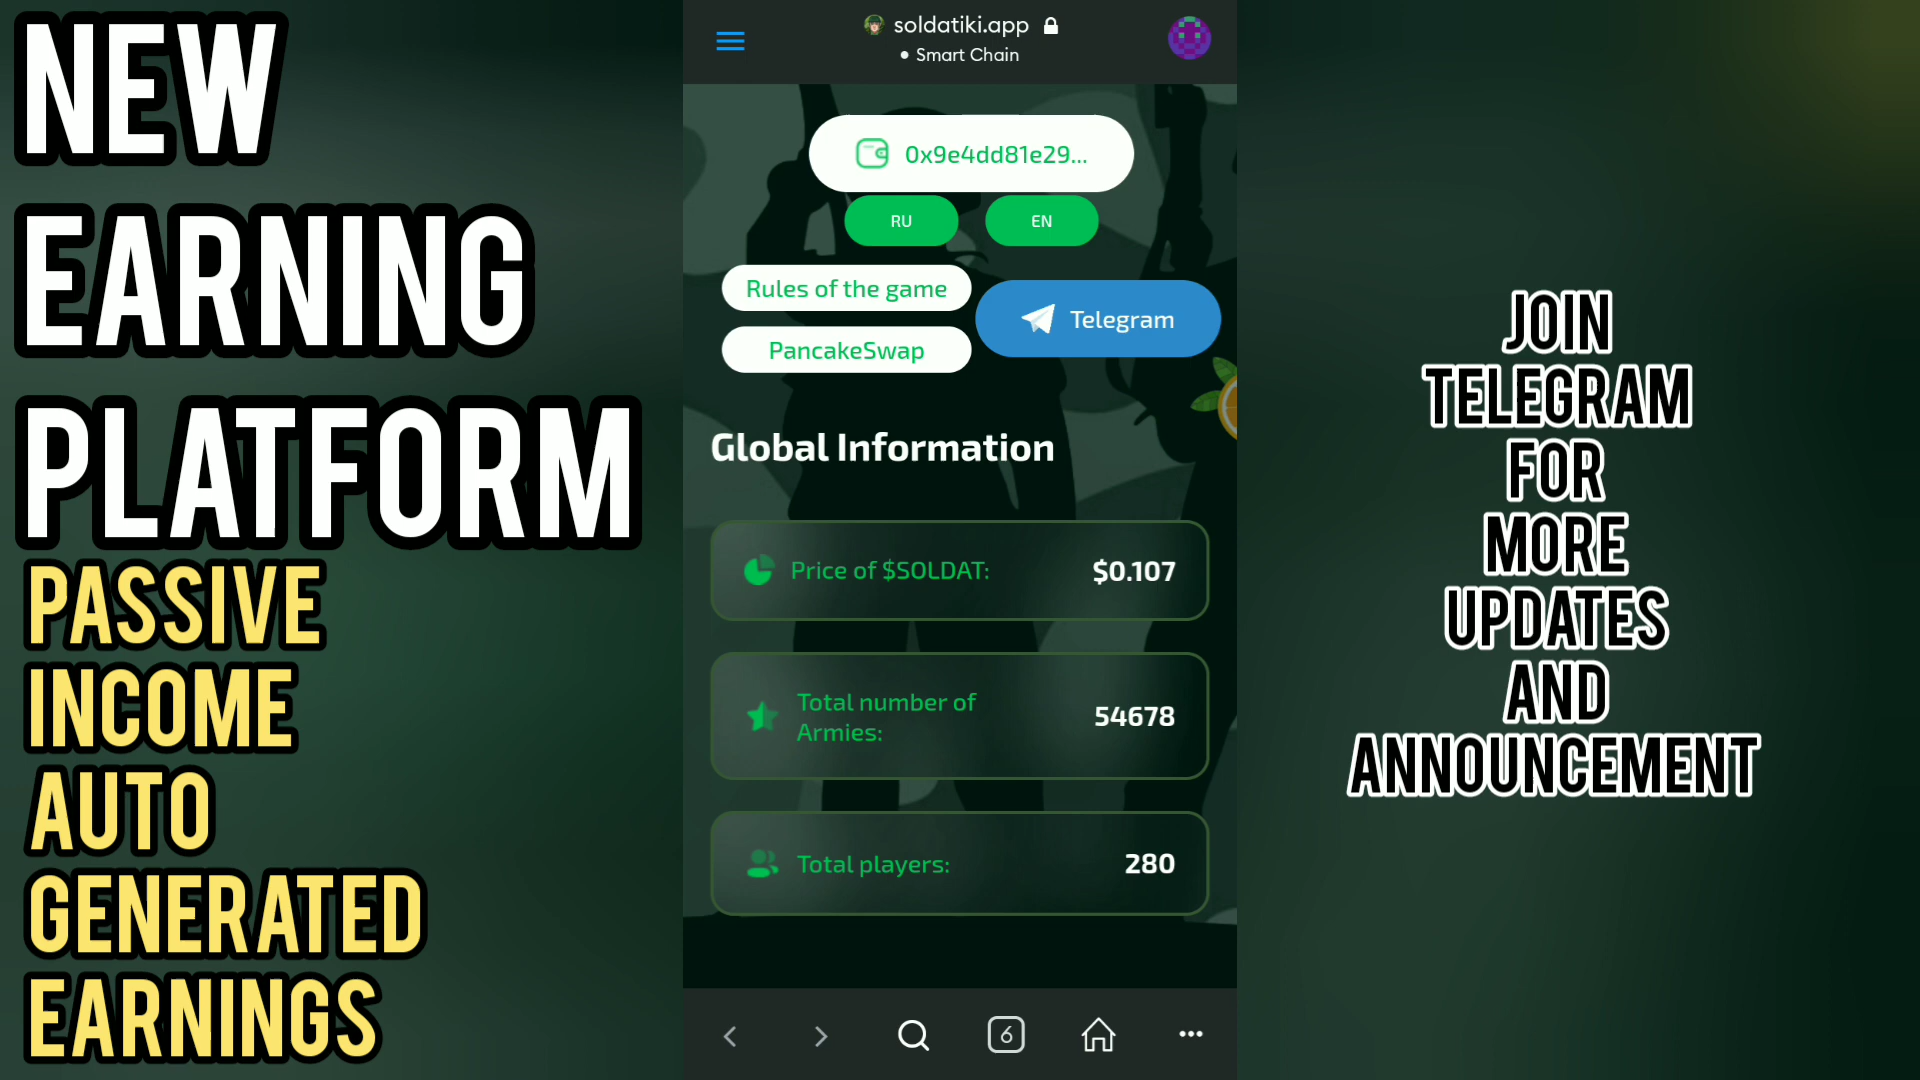 NEW
EARNING
PLATFORM
PASSIVE
INCOME
AUTO
GENERATED
EARNINGS
soldatiki.app
• Smart Chain
0x9e4dd81e29...
RU EN
Rules of the game
Telegram
PancakeSwap
Global Information
Price of $SOLDAT: $0.107
Total number of
Armies: 54678
Total players: 280
6
JOIN
TELEGRAM
FOR
MORE
UPDATES
AND
ANNOUNCEMENT